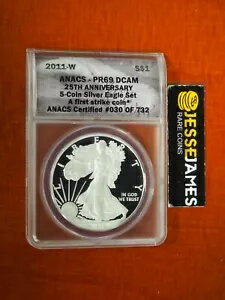 2011-W S$1
ANACS - PR69 DCAM
25TH ANNIVERSARY
5-Coin Silver Eagle Set
A first strike coin*
ANACS Certified #030 OF 732
LIBERTY
IN GOD
WE TRUST
JESSE JAMES
RARE COINS